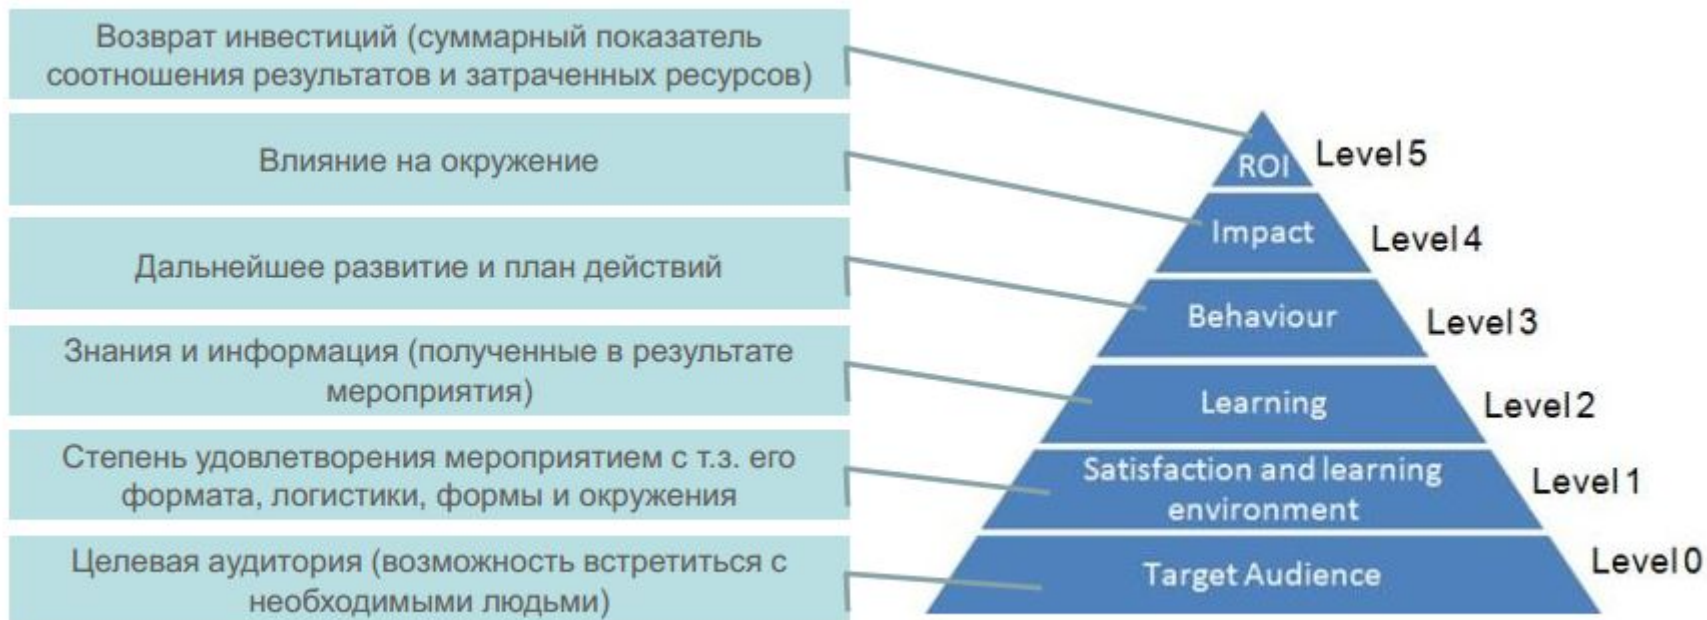 Возврат инвестиций (суммарный показатель
соотношения результатов и затраченных ресурсов)
Влияние на окружение
Дальнейшее развитие и план действий
Знания и информация (полученные в результате
мероприятия)
Степень удовлетворения мероприятием с т.з. его
формата, логистики, формы и окружения
Целевая аудитория (возможность встретиться с
необходимыми людьми)
ROI
Level 5
Impact
Level 4
Behaviour
Level 3
Learning
Level 2
Satisfaction and learning
environment
Level 1
Target Audience
Level 0